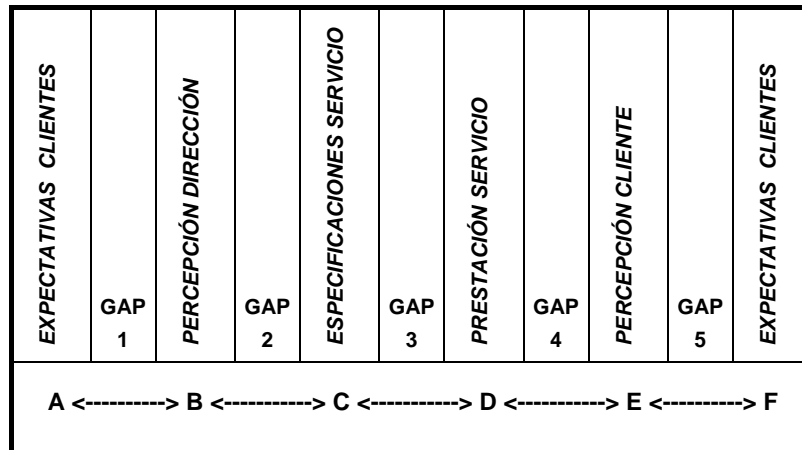 EXPECTATIVAS CLIENTES
GAP
1
PERCEPCIÓN DIRECCIÓN
GAP
2
ESPECIFICACIONES SERVICIO
GAP
3
PRESTACIÓN SERVICIO
GAP
4
PERCEPCIÓN CLIENTE
GAP
5
EXPECTATIVAS CLIENTES
A <----------> B <-----------> C <----------> D <-----------> E <----------> F